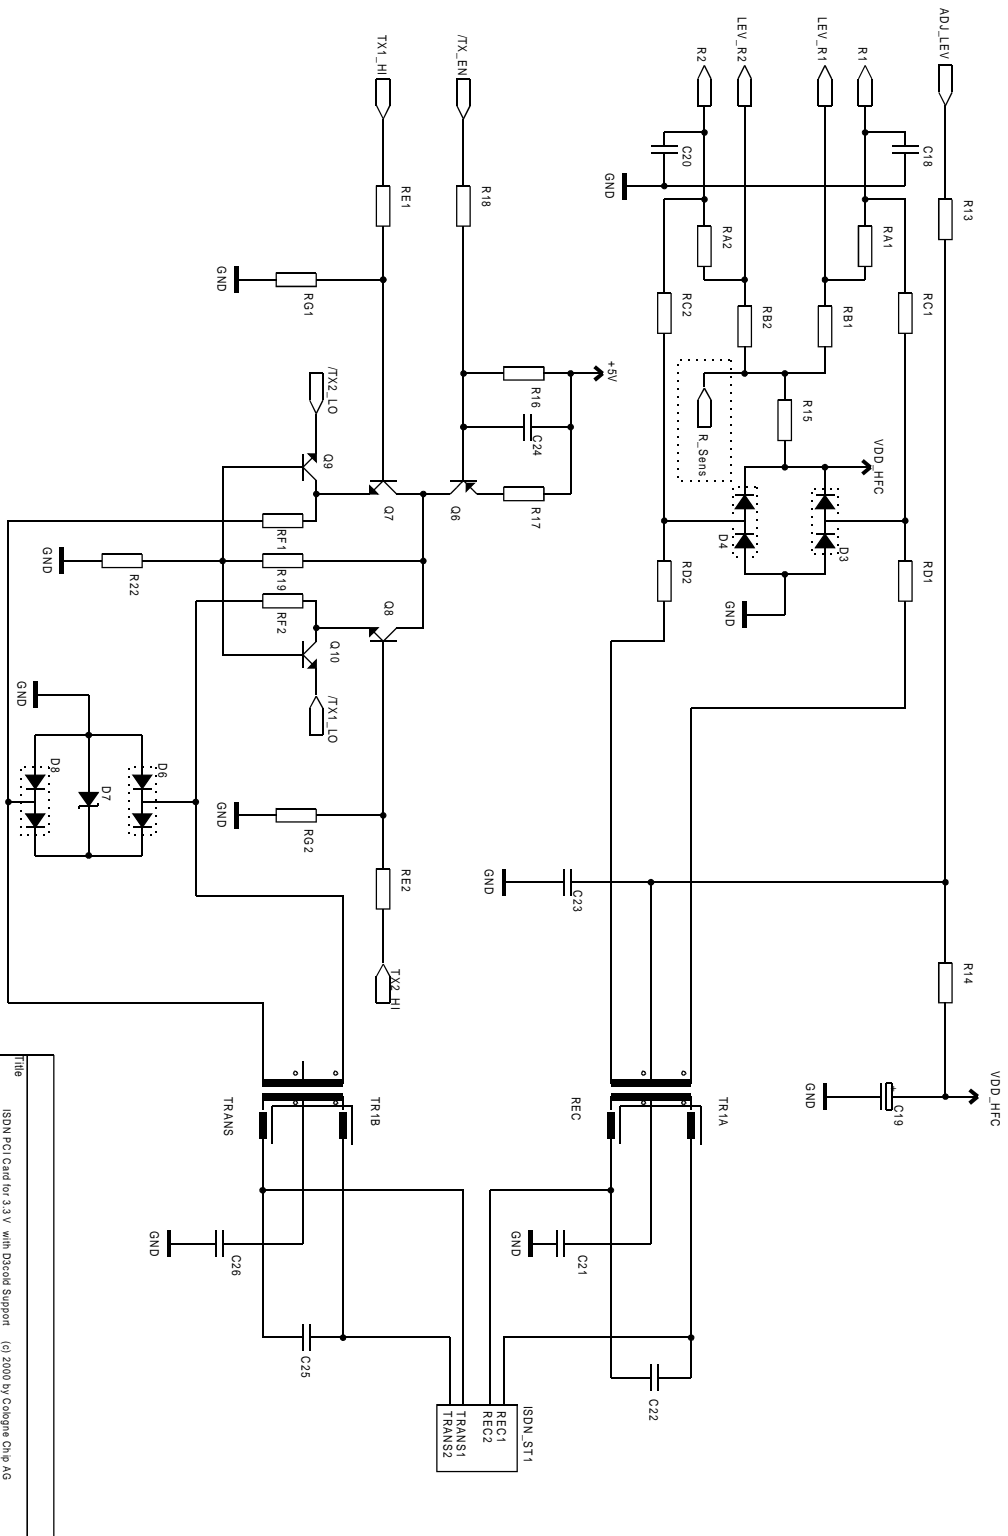 ADJ_LEV
R1
LEV_R1
LEV_R2
R2
/TX_EN
TX1_HI
C18
C20
GND
R13
RA1
RA2
R18
RE1
RC1
RB1
RB2
RC2
GND
RG1
+5V
R16
C24
R15
R_Sens
VDD_HFC
/TX2_LO
Q9
Q7
Q6
R17
D3
D4
RD1
RD2
GND
RF1
R19
RF2
R22
GND
Q8
Q10
/TX1_LO
GND
D8
D7
D6
GND
RG2
RE2
TX2_HI
GND
C23
R14
VDD_HFC
GND
C19
+
TR1A
REC
TR1B
TRANS
GND
C21
GND
C26
C25
C22
ISDN_ST1
REC1
REC2
TRANS1
TRANS2
Title
ISDN PCI Card for 3.3 V with D3cold Support (c) 2000 by Cologne Chip AG